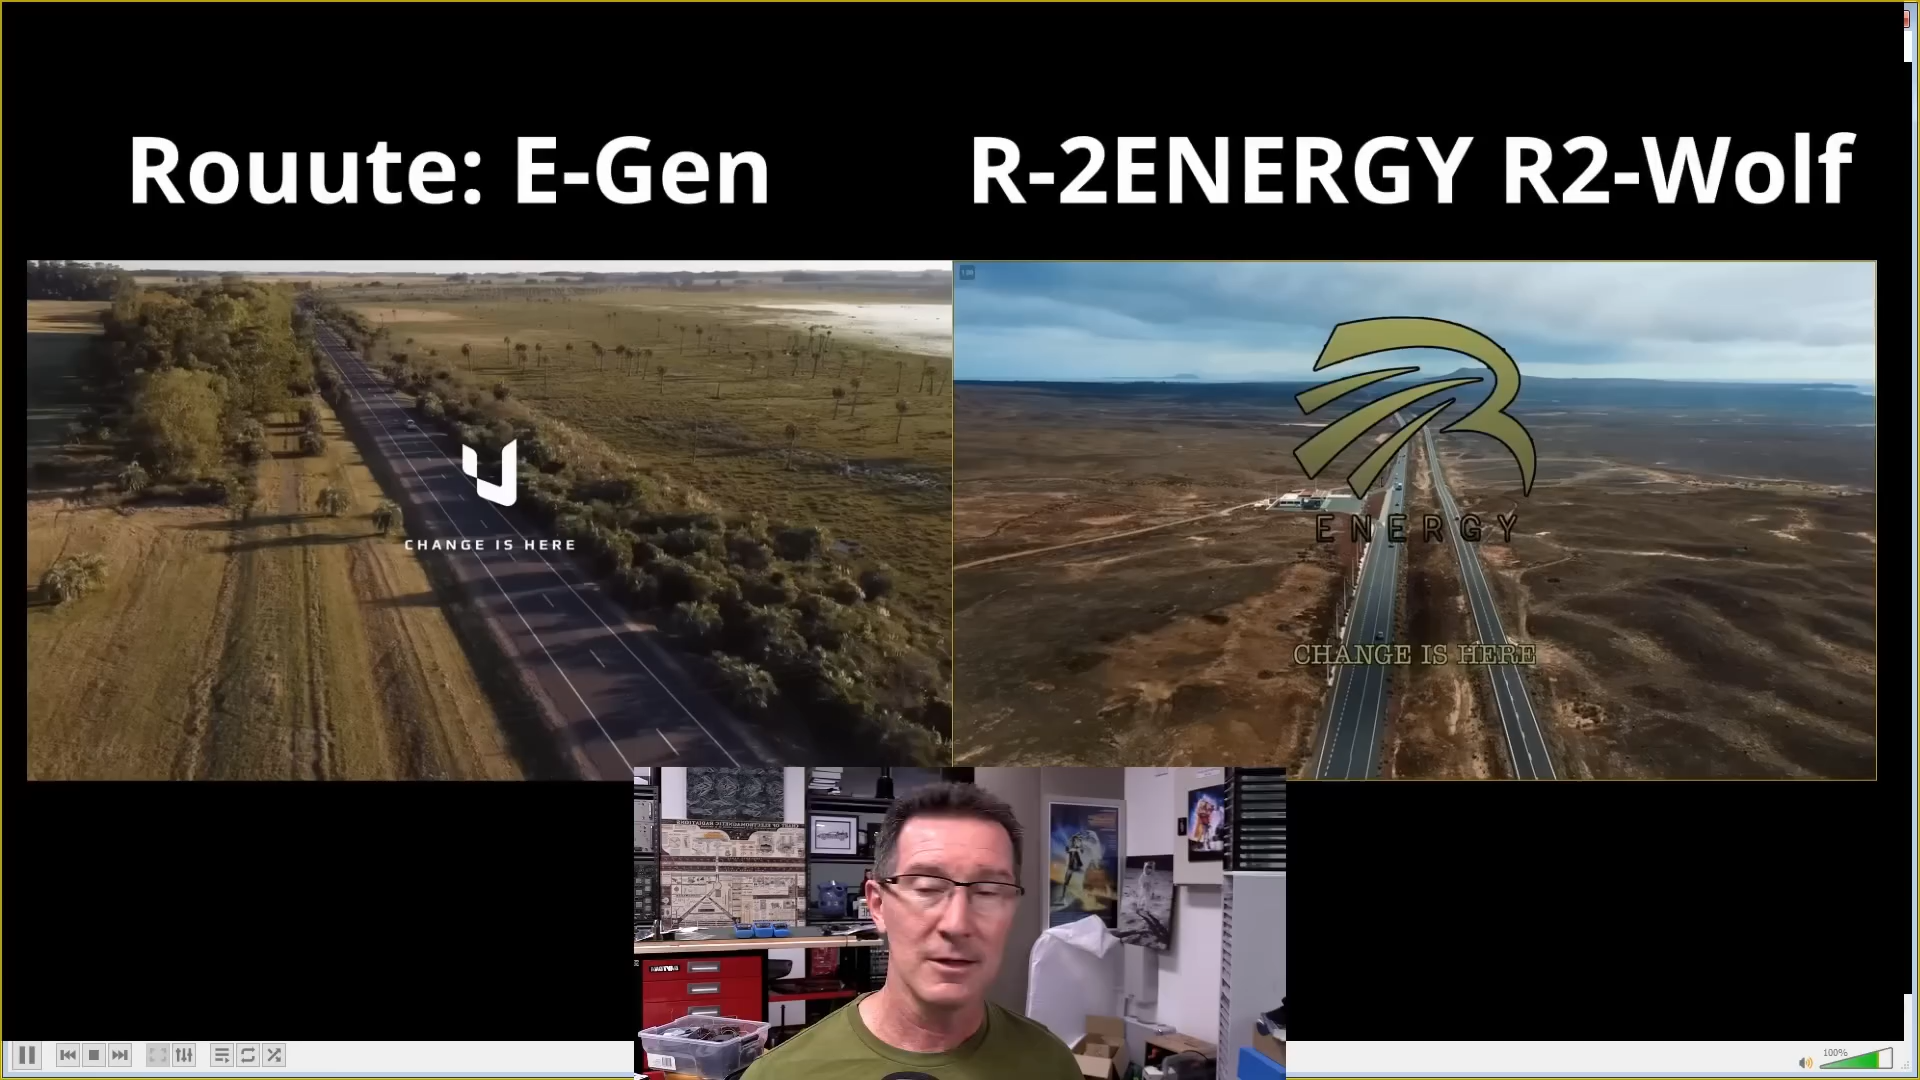 Rouute: E-Gen
R-2ENERGY R2-Wolf
CHANGE IS HERE
ENERGY
CHANGE IS HERE
100%